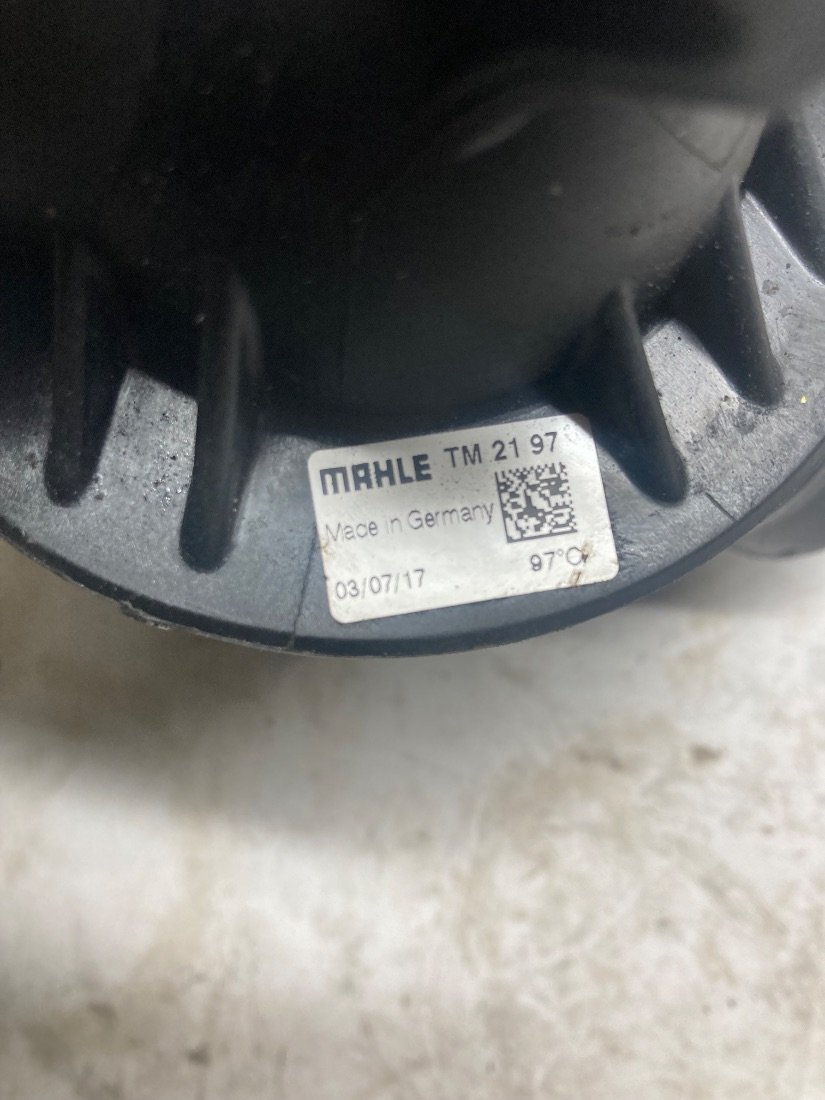 MAHLE TM 21 97
Made in Germany
03/07/17 97°C